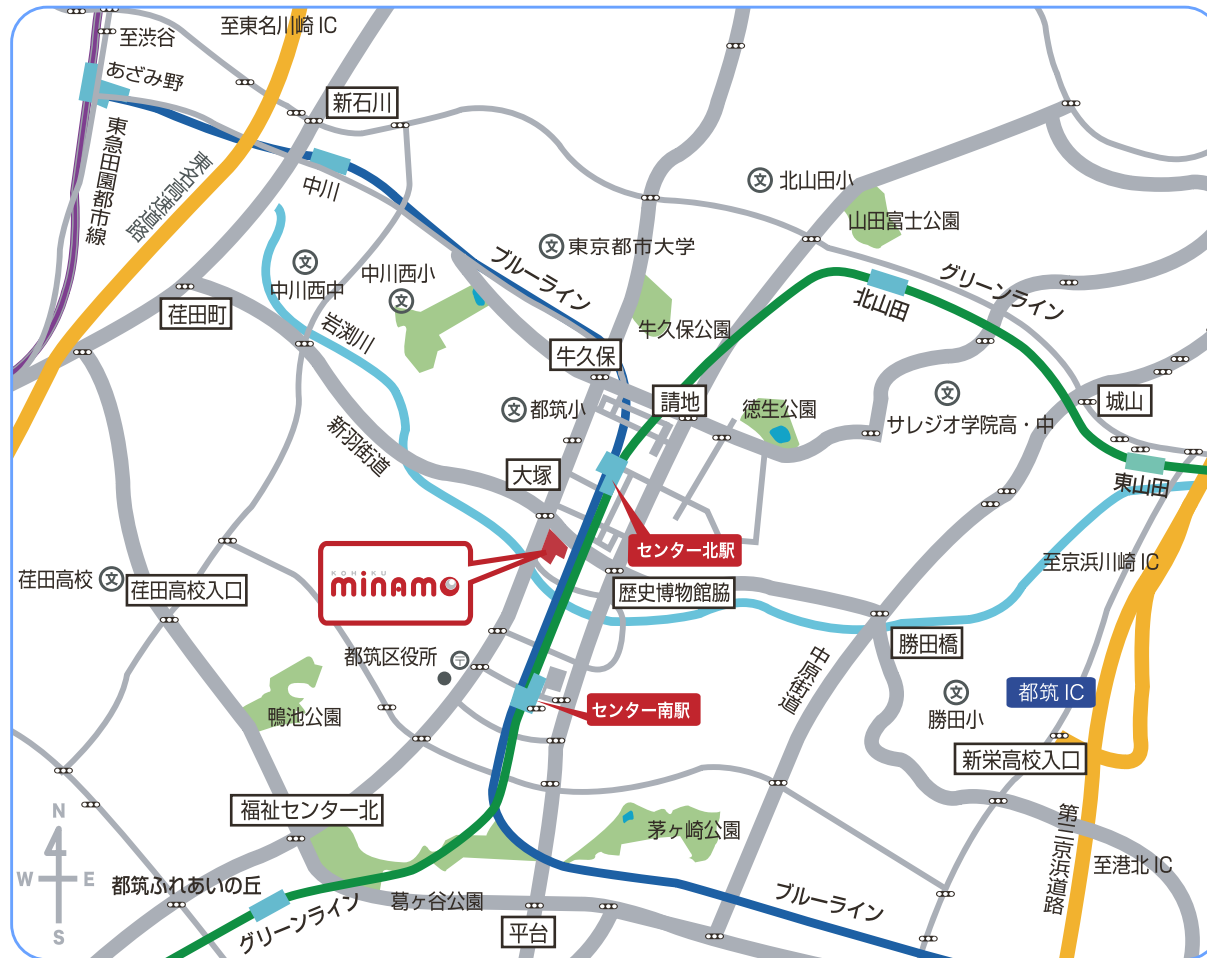 至東名川崎 IC
至渋谷
あざみ野
新石川
東急田園都市線
東名高速道路
中川
北山田小
山田富士公園
東京都市大学
ブルーライン
中川西中
中川西小
グリーンライン
北山田
荏田町
岩渕川
牛久保公園
牛久保
請地
徳生公園
城山
都筑小
サレジオ学院高・中
新羽街道
大塚
東山田
センター北駅
至京浜川崎 IC
荏田高校
荏田高校入口
KOHOKU
minamo
歴史博物館脇
勝田橋
都筑区役所
〒
中原街道
都筑 IC
センター南駅
勝田小
鴨池公園
新栄高校入口
福祉センター北
茅ヶ崎公園
第三京浜道路
至港北 IC
N
W
E
S
都筑ふれあいの丘
葛ヶ谷公園
グリーンライン
ブルーライン
平台
文
文
文
文
文
文
文
文